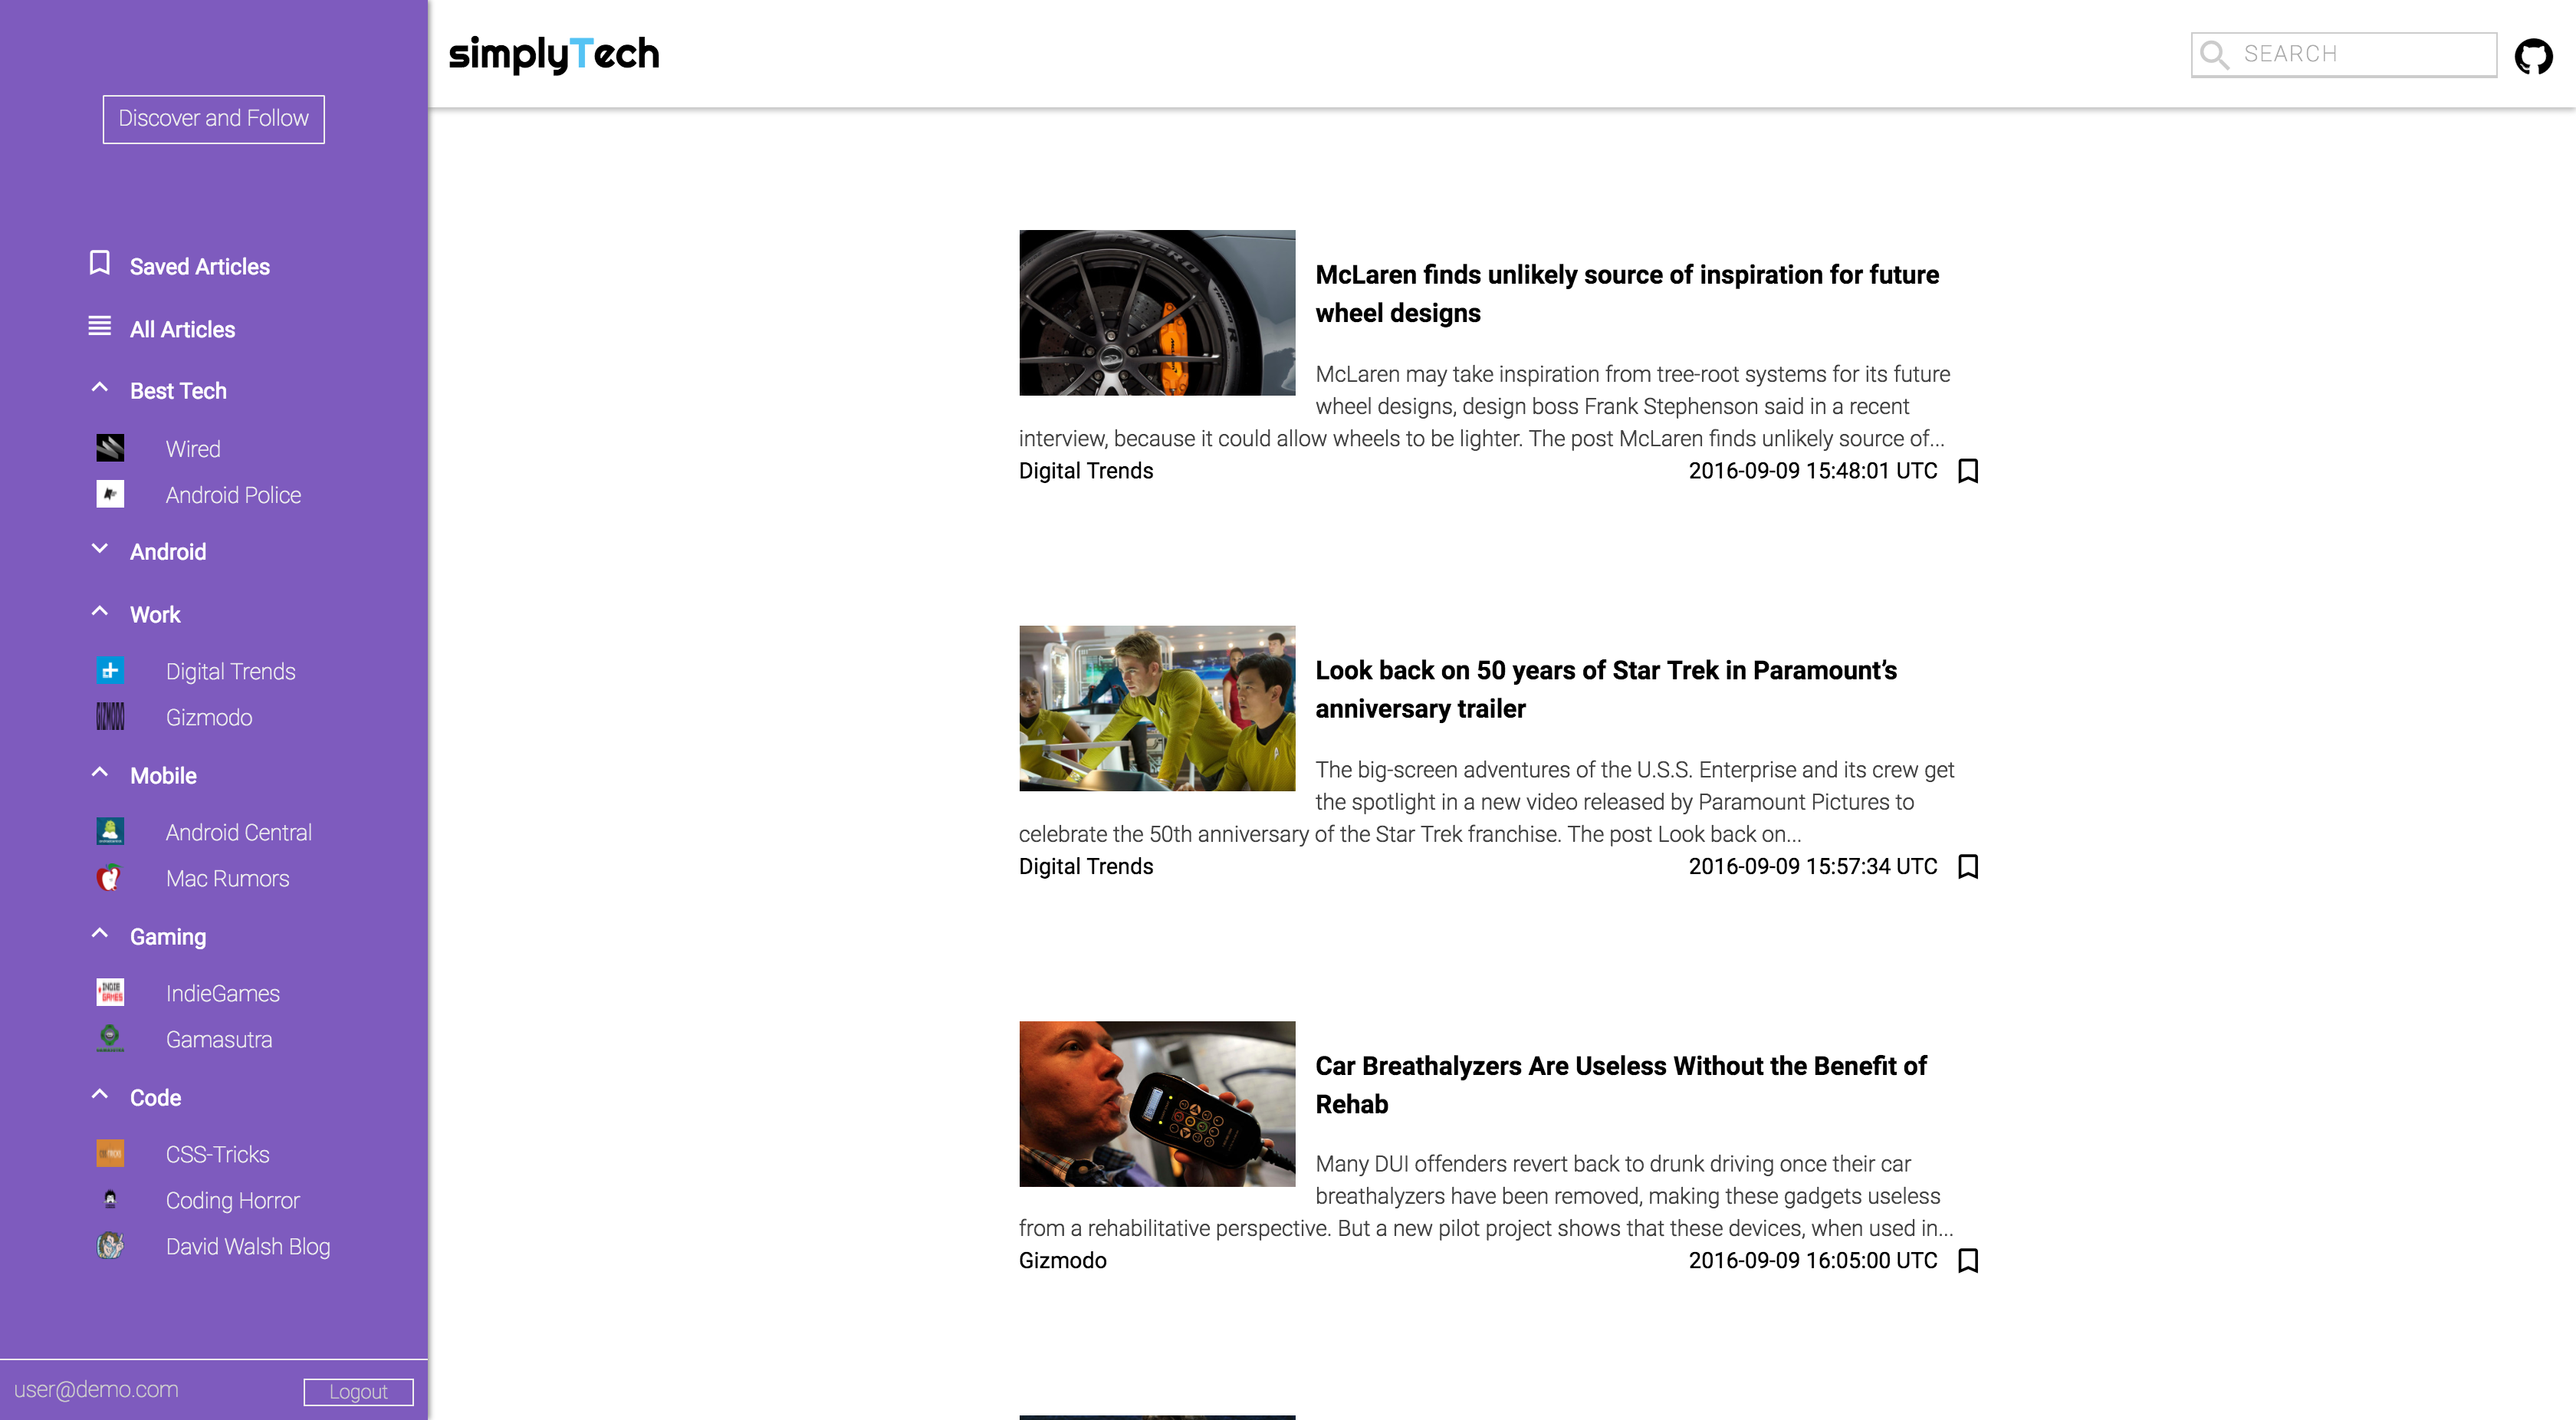 Discover and Follow
Saved Articles
All Articles
Best Tech
Wired
Android Police
Android
Work
Digital Trends
GIZMODO
Gizmodo
Mobile
Android Central
Mac Rumors
Gaming
INDIE
GAMES
IndieGames
Gamasutra
Code
CSS-Tricks
Coding Horror
David Walsh Blog
user@demo.com
Logout
simplyTech
SEARCH
P ZERO
McLaren finds unlikely source of inspiration for future
wheel designs
McLaren may take inspiration from tree-root systems for its future
wheel designs, design boss Frank Stephenson said in a recent
interview, because it could allow wheels to be lighter. The post McLaren finds unlikely source of...
Digital Trends 2016-09-09 15:48:01 UTC
Look back on 50 years of Star Trek in Paramount’s
anniversary trailer
The big-screen adventures of the U.S.S. Enterprise and its crew get
the spotlight in a new video released by Paramount Pictures to
celebrate the 50th anniversary of the Star Trek franchise. The post Look back on...
Digital Trends 2016-09-09 15:57:34 UTC
Car Breathalyzers Are Useless Without the Benefit of
Rehab
Many DUI offenders revert back to drunk driving once their car
breathalyzers have been removed, making these gadgets useless
from a rehabilitative perspective. But a new pilot project shows that these devices, when used in...
Gizmodo 2016-09-09 16:05:00 UTC